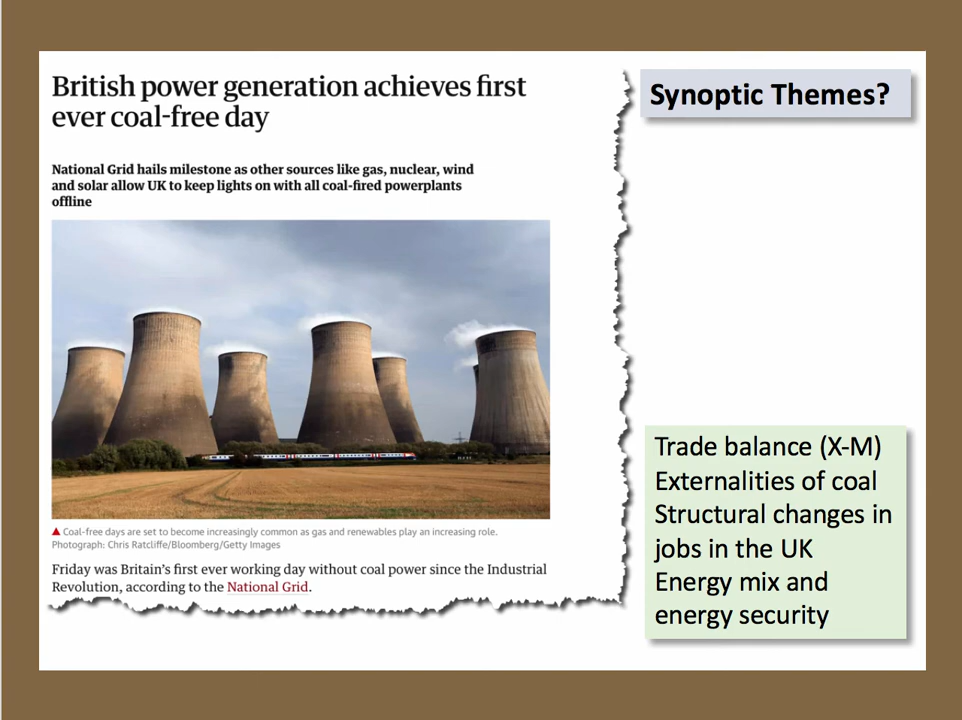 British power generation achieves first
ever coal-free day
National Grid hails milestone as other sources like gas, nuclear, wind
and solar allow UK to keep lights on with all coal-fired powerplants
offline
▲ Coal-free days are set to become increasingly common as gas and renewables play an increasing role.
Photograph: Chris Ratcliffe/Bloomberg/Getty Images
Friday was Britain’s first ever working day without coal power since the Industrial
Revolution, according to the National Grid.
Synoptic Themes?
Trade balance (X-M)
Externalities of coal
Structural changes in
jobs in the UK
Energy mix and
energy security